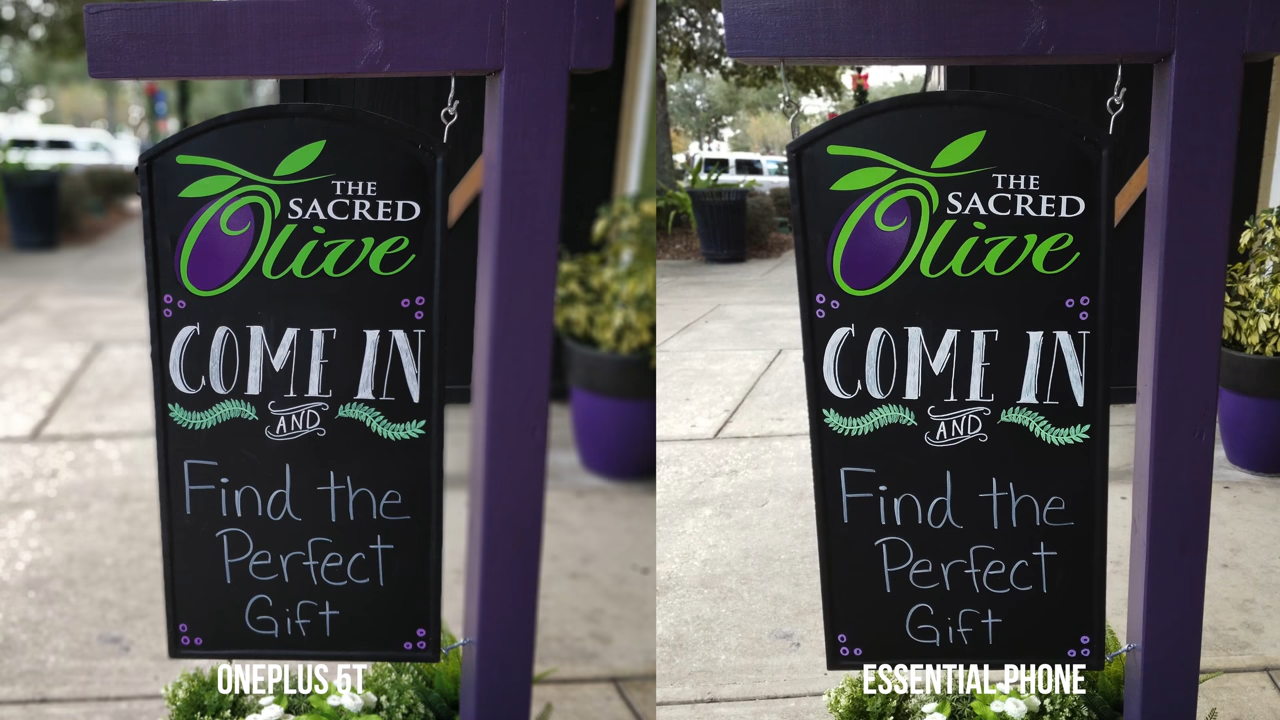 THE
SACRED
Olive
COME IN
AND
Find the
Perfect
Gift
ONEPLUS 5T
THE
SACRED
Olive
COME IN
AND
Find the
Perfect
Gift
ESSENTIAL PHONE